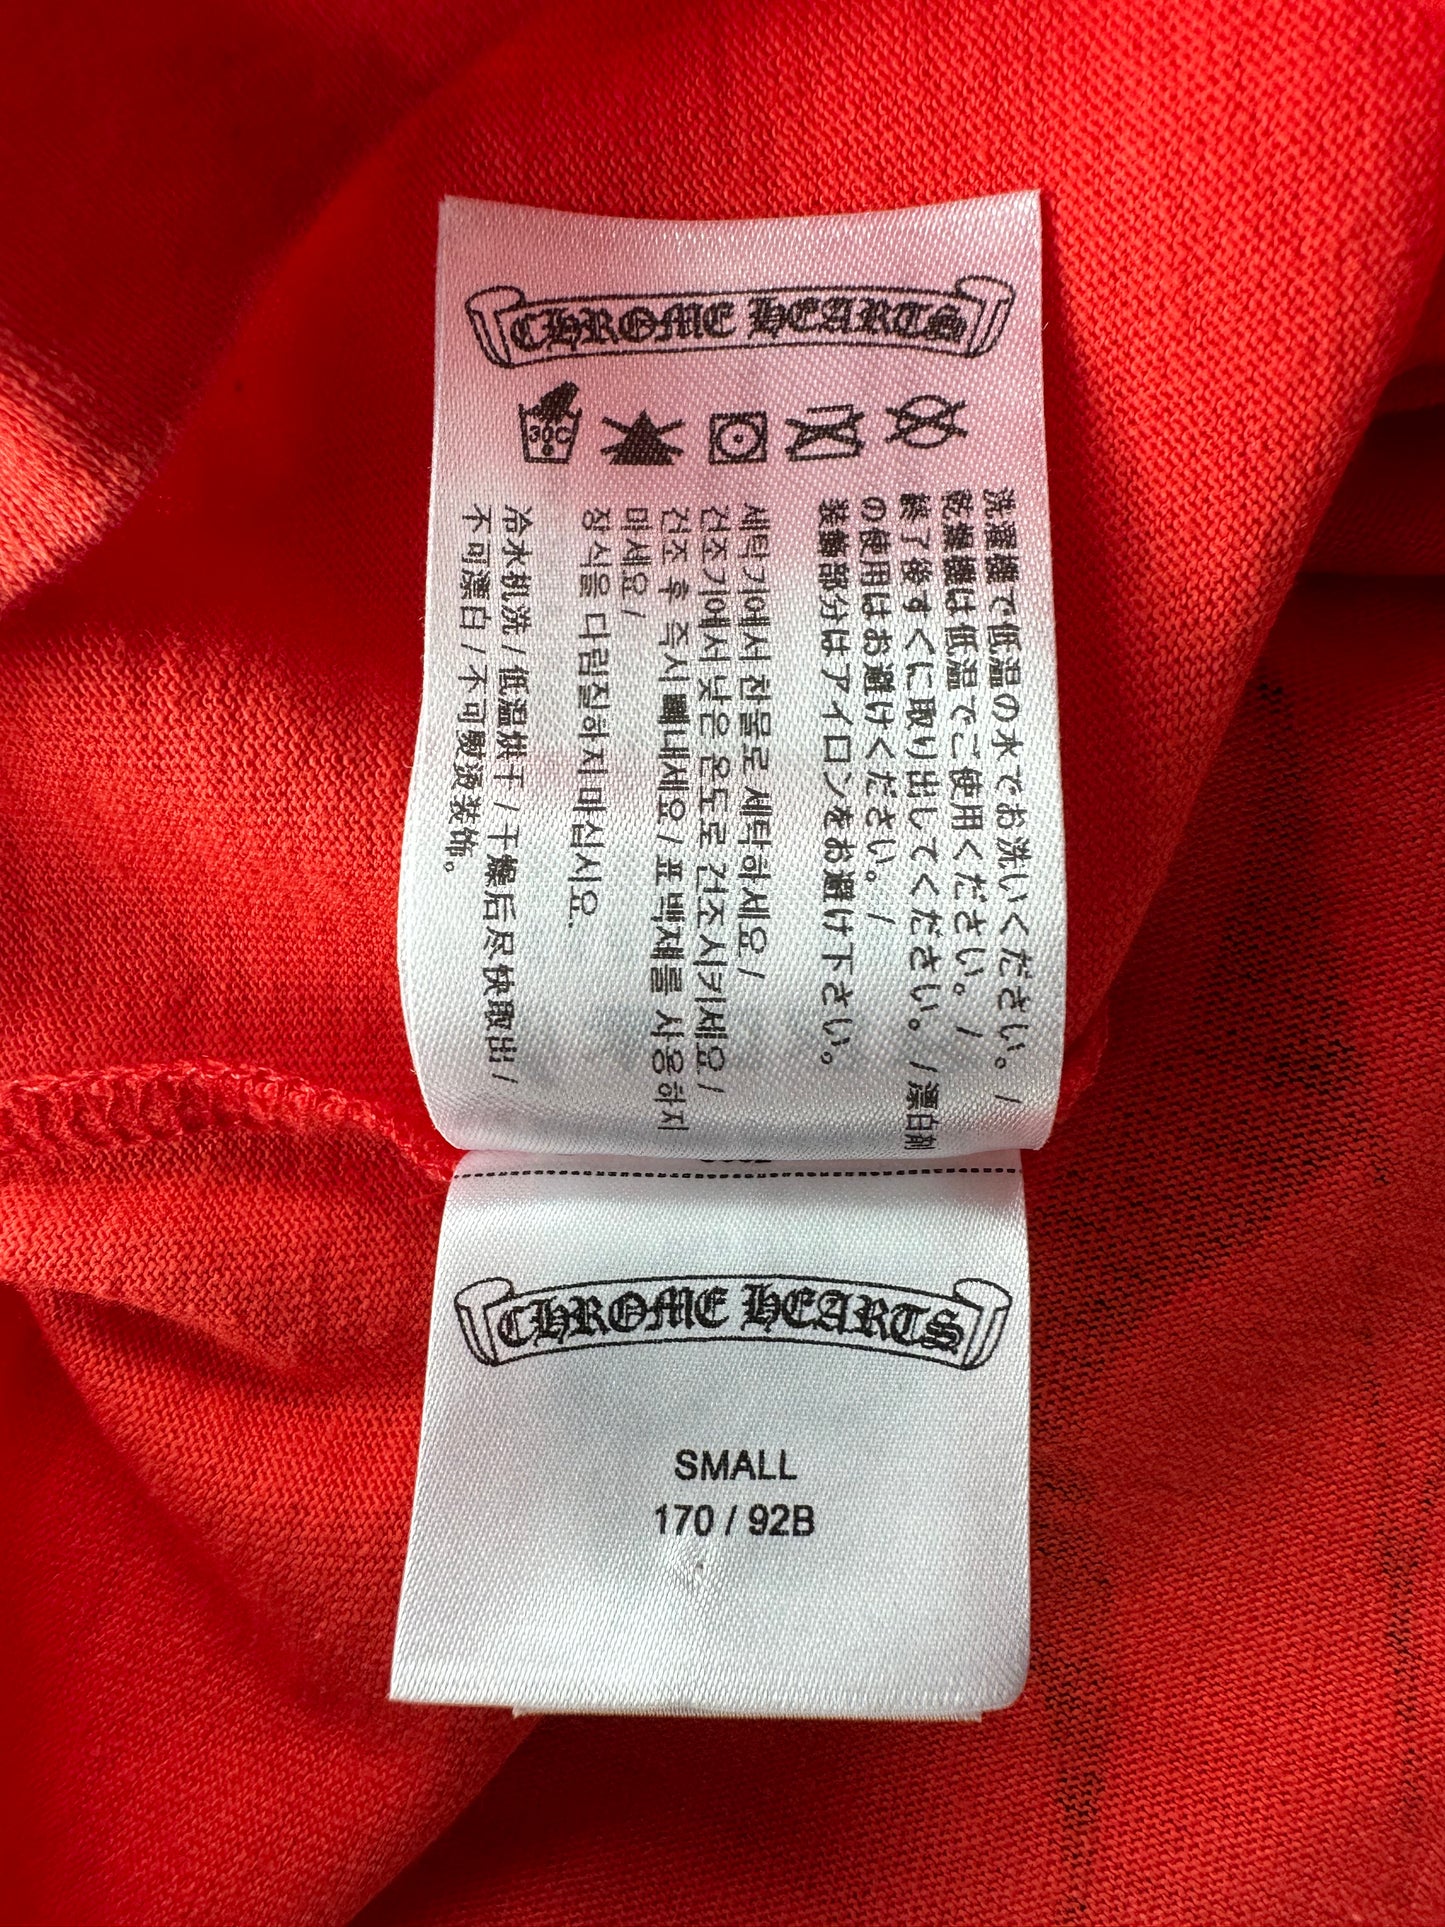 CHROME HEARTS
30C
洗濯機で低温の水でお洗いください。/
乾燥機は低温でご使用ください。/
終了後すぐに取り出してください。/ 漂白剤
の使用はお避けください。/
装飾部分はアイロンをお避け下さい。
세탁기에서 찬물로 세탁하세요 /
건조기에서 낮은 온도로 건조시키세요 /
건조 후 즉시 빼내세요 / 표백제를 사용하지
마세요 /
장식을 다림질하지 마십시요.
冷水机洗 / 低温烘干 / 干燥后尽快取出 /
不可漂白 / 不可熨烫装饰。
CHROME HEARTS
SMALL
170 / 92B